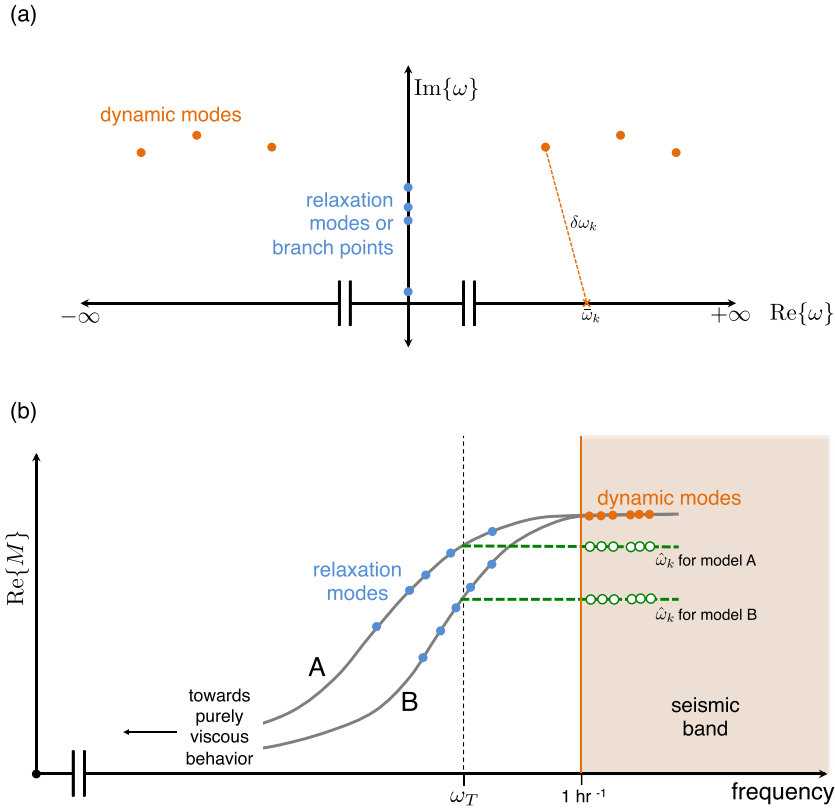 (a)
Im{ω}
dynamic modes
relaxation
modes or
branch points
δω_k
−∞
ω̄_k
+∞
Re{ω}
(b)
Re{M}
dynamic modes
relaxation
modes
ω̂_k for model A
ω̂_k for model B
A
B
towards
purely
viscous
behavior
seismic
band
ω_T
1 hr ⁻¹
frequency